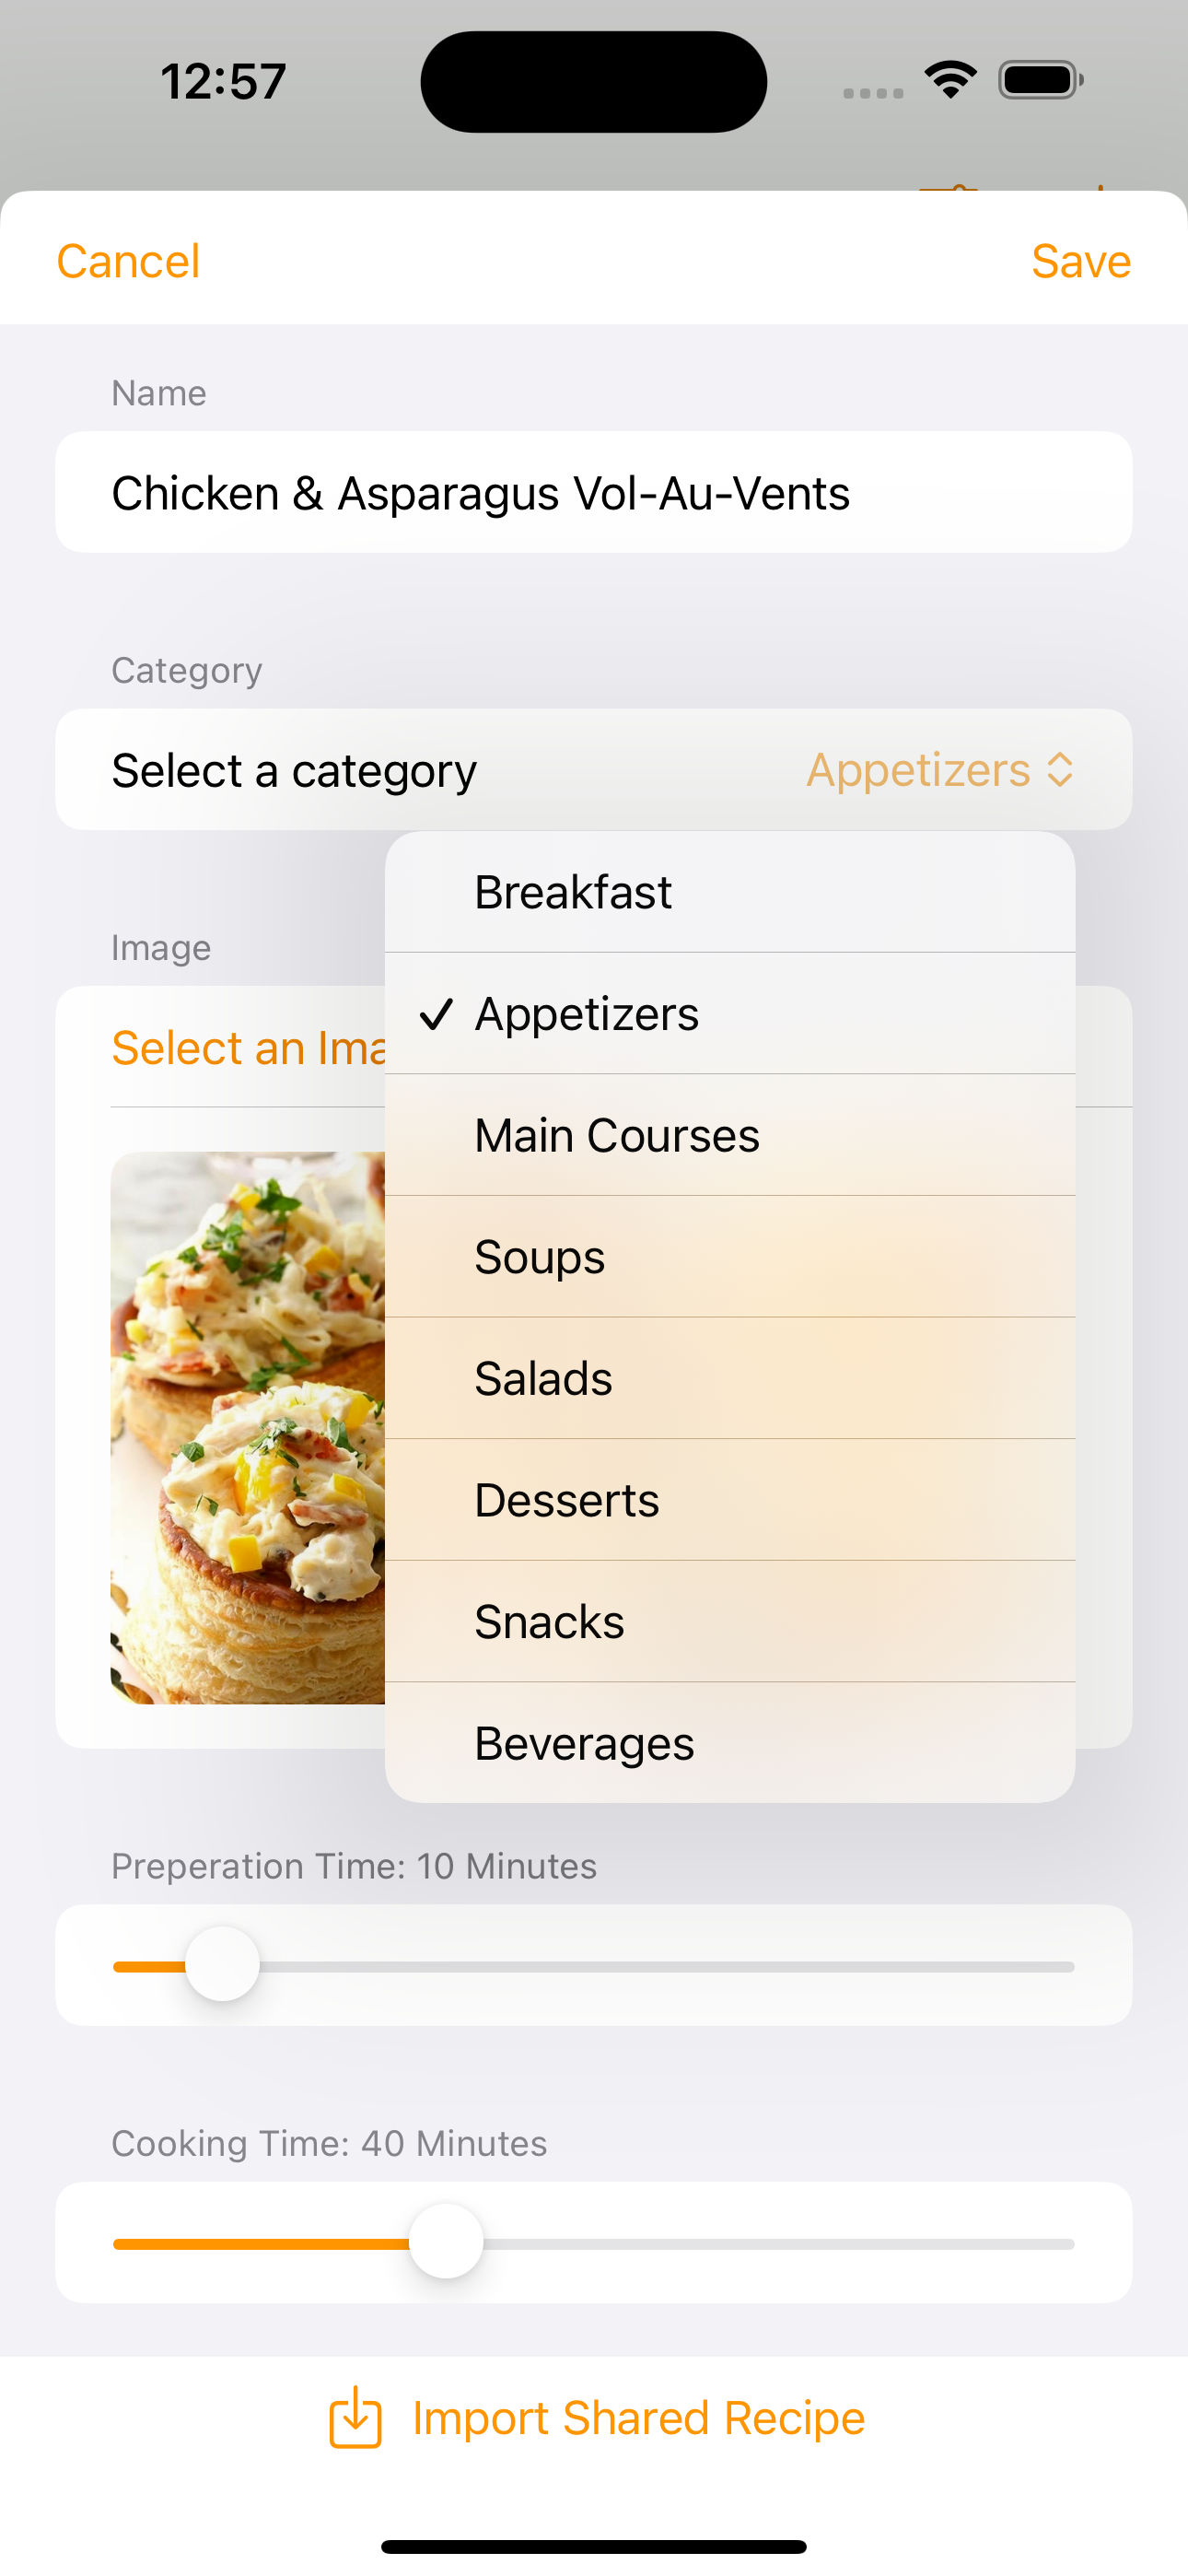 12:57
Cancel
Save
Name
Chicken & Asparagus Vol-Au-Vents
Category
Select a category
Appetizers
Breakfast
Image
Appetizers
Select an Ima
Main Courses
Soups
Salads
Desserts
Snacks
Beverages
Preperation Time: 10 Minutes
Cooking Time: 40 Minutes
Import Shared Recipe